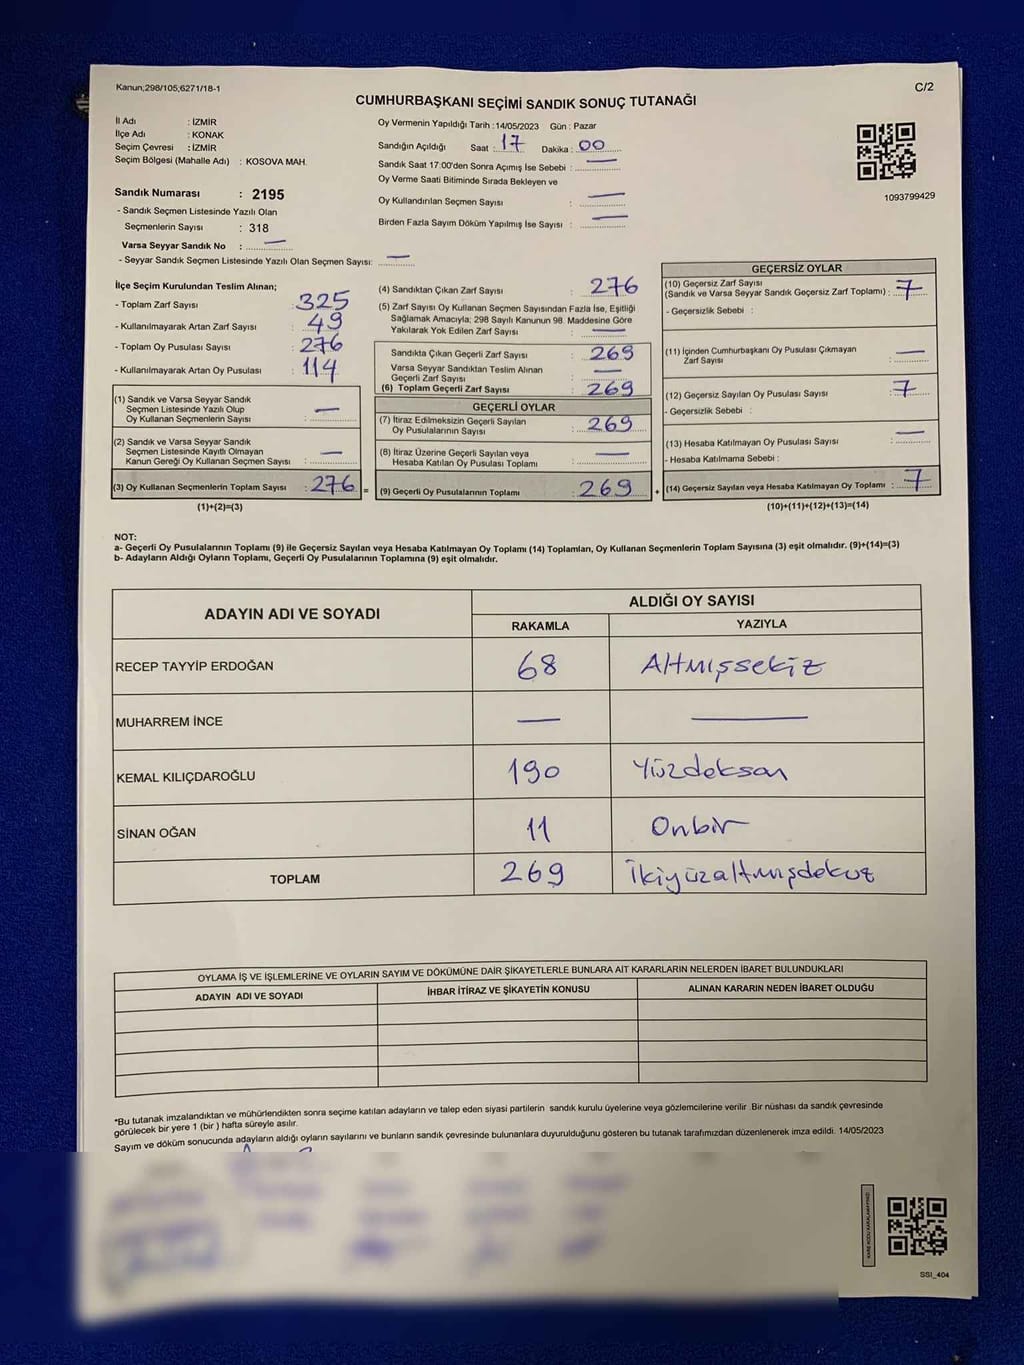 Kanun;298/105;6271/18-1
C/2
CUMHURBAŞKANI SEÇİMİ SANDIK SONUÇ TUTANAĞI
İl Adı : İZMİR
İlçe Adı : KONAK
Seçim Çevresi : İZMİR
Seçim Bölgesi (Mahalle Adı) : KOSOVA MAH.
Sandık Numarası : 2195
- Sandık Seçmen Listesinde Yazılı Olan
Seçmenlerin Sayısı : 318
Varsa Seyyar Sandık No : —
- Seyyar Sandık Seçmen Listesinde Yazılı Olan Seçmen Sayısı: —
Oy Vermenin Yapıldığı Tarih : 14/05/2023 Gün : Pazar
Sandığın Açıldığı Saat : 17 Dakika : 00
Sandık Saat 17:00'den Sonra Açımış İse Sebebi : —
Oy Verme Saati Bitiminde Sırada Bekleyen ve
Oy Kullandırılan Seçmen Sayısı : —
Birden Fazla Sayım Döküm Yapılmış İse Sayısı : —
1093799429
İlçe Seçim Kurulundan Teslim Alınan;
- Toplam Zarf Sayısı : 325
- Kullanılmayarak Artan Zarf Sayısı : 49
- Toplam Oy Pusulası Sayısı : 276
- Kullanılmayarak Artan Oy Pusulası : 114
(1) Sandık ve Varsa Seyyar Sandık
Seçmen Listesinde Yazılı Olup
Oy Kullanan Seçmenlerin Sayısı : —
(2) Sandık ve Varsa Seyyar Sandık
Seçmen Listesinde Kayıtlı Olmayan
Kanun Gereği Oy Kullanan Seçmen Sayısı : —
(3) Oy Kullanan Seçmenlerin Toplam Sayısı : 276 =
(1)+(2)=(3)
(4) Sandıktan Çıkan Zarf Sayısı : 276
(5) Zarf Sayısı Oy Kullanan Seçmen Sayısından Fazla İse, Eşitliği
Sağlamak Amacıyla; 298 Sayılı Kanunun 98. Maddesine Göre
Yakılarak Yok Edilen Zarf Sayısı : —
Sandıkta Çıkan Geçerli Zarf Sayısı : 269
Varsa Seyyar Sandıktan Teslim Alınan
Geçerli Zarf Sayısı : —
(6) Toplam Geçerli Zarf Sayısı : 269
GEÇERLİ OYLAR
(7) İtiraz Edilmeksizin Geçerli Sayılan
Oy Pusulalarının Sayısı : 269
(8) İtiraz Üzerine Geçerli Sayılan veya
Hesaba Katılan Oy Pusulası Toplamı : —
(9) Geçerli Oy Pusulalarının Toplamı : 269 +
GEÇERSİZ OYLAR
(10) Geçersiz Zarf Sayısı
(Sandık ve Varsa Seyyar Sandık Geçersiz Zarf Toplamı) : 7
- Geçersizlik Sebebi :
(11) İçinden Cumhurbaşkanı Oy Pusulası Çıkmayan
Zarf Sayısı : —
(12) Geçersiz Sayılan Oy Pusulası Sayısı : 7
- Geçersizlik Sebebi :
(13) Hesaba Katılmayan Oy Pusulası Sayısı : —
- Hesaba Katılmama Sebebi :
(14) Geçersiz Sayılan veya Hesaba Katılmayan Oy Toplamı : 7
(10)+(11)+(12)+(13)=(14)
NOT:
a- Geçerli Oy Pusulalarının Toplamı (9) ile Geçersiz Sayılan veya Hesaba Katılmayan Oy Toplamı (14) Toplamları, Oy Kullanan Seçmenlerin Toplam Sayısına (3) eşit olmalıdır. (9)+(14)=(3)
b- Adayların Aldığı Oyların Toplamı, Geçerli Oy Pusulalarının Toplamına (9) eşit olmalıdır.
ADAYIN ADI VE SOYADI
ALDIĞI OY SAYISI
RAKAMLA YAZIYLA
RECEP TAYYİP ERDOĞAN 68 Altmışsekiz
MUHARREM İNCE — —
KEMAL KILIÇDAROĞLU 190 Yüzdoksan
SİNAN OĞAN 11 Onbir
TOPLAM 269 İkiyüzaltmışdokuz
OYLAMA İŞ VE İŞLEMLERİNE VE OYLARIN SAYIM VE DÖKÜMÜNE DAİR ŞİKAYETLERLE BUNLARA AİT KARARLARIN NELERDEN İBARET BULUNDUKLARI
ADAYIN ADI VE SOYADI İHBAR İTİRAZ VE ŞİKAYETİN KONUSU ALINAN KARARIN NEDEN İBARET OLDUĞU
*Bu tutanak imzalandıktan ve mühürlendikten sonra seçime katılan adayların ve talep eden siyasi partilerin sandık kurulu üyelerine veya gözlemcilerine verilir. Bir nüshası da sandık çevresinde
görülecek bir yere 1 (bir ) hafta süreyle asılır.
Sayım ve döküm sonucunda adayların aldığı oyların sayılarını ve bunların sandık çevresinde bulunanlara duyurulduğunu gösteren bu tutanak tarafımızdan düzenlenerek imza edildi. 14/05/2023
SSI_404